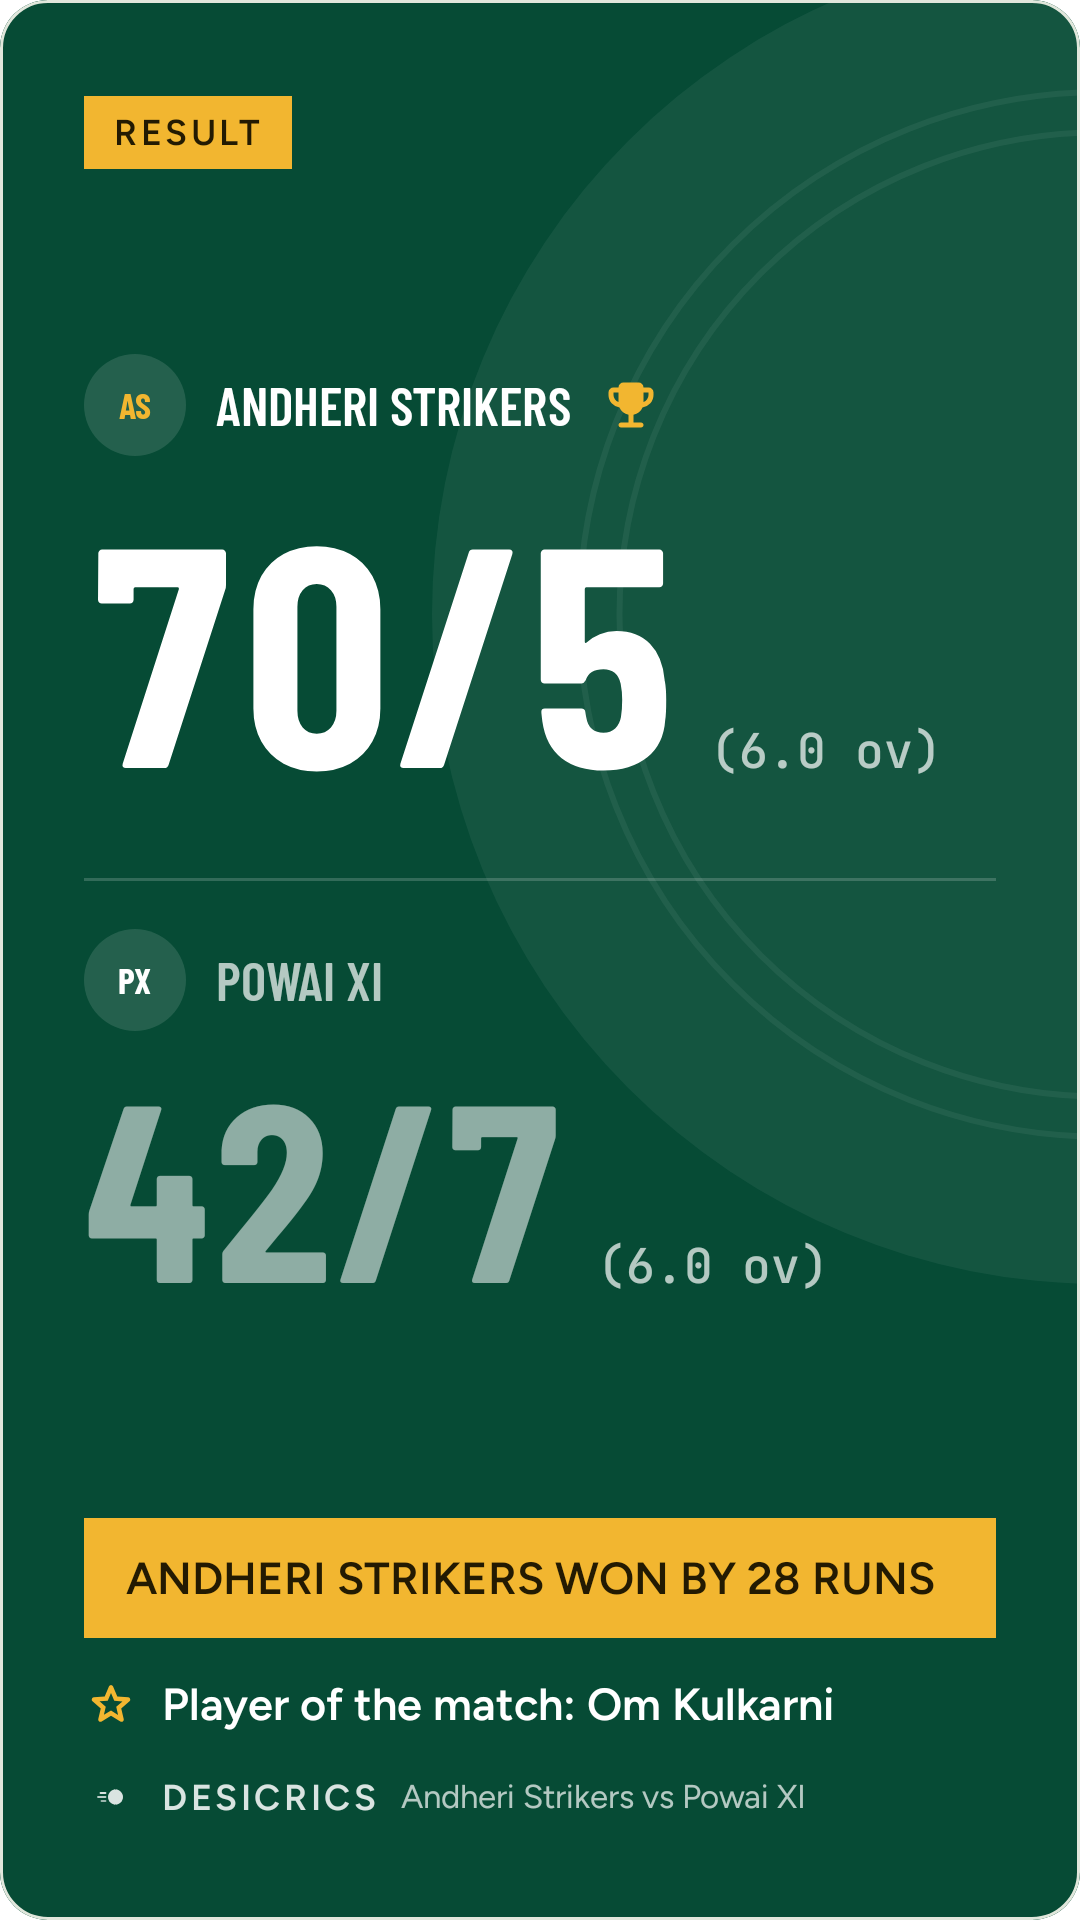 RESULT
AS ANDHERI STRIKERS
70/5 (6.0 ov)
PX POWAI XI
42/7 (6.0 ov)
ANDHERI STRIKERS WON BY 28 RUNS
Player of the match: Om Kulkarni
DESICRICS Andheri Strikers vs Powai XI